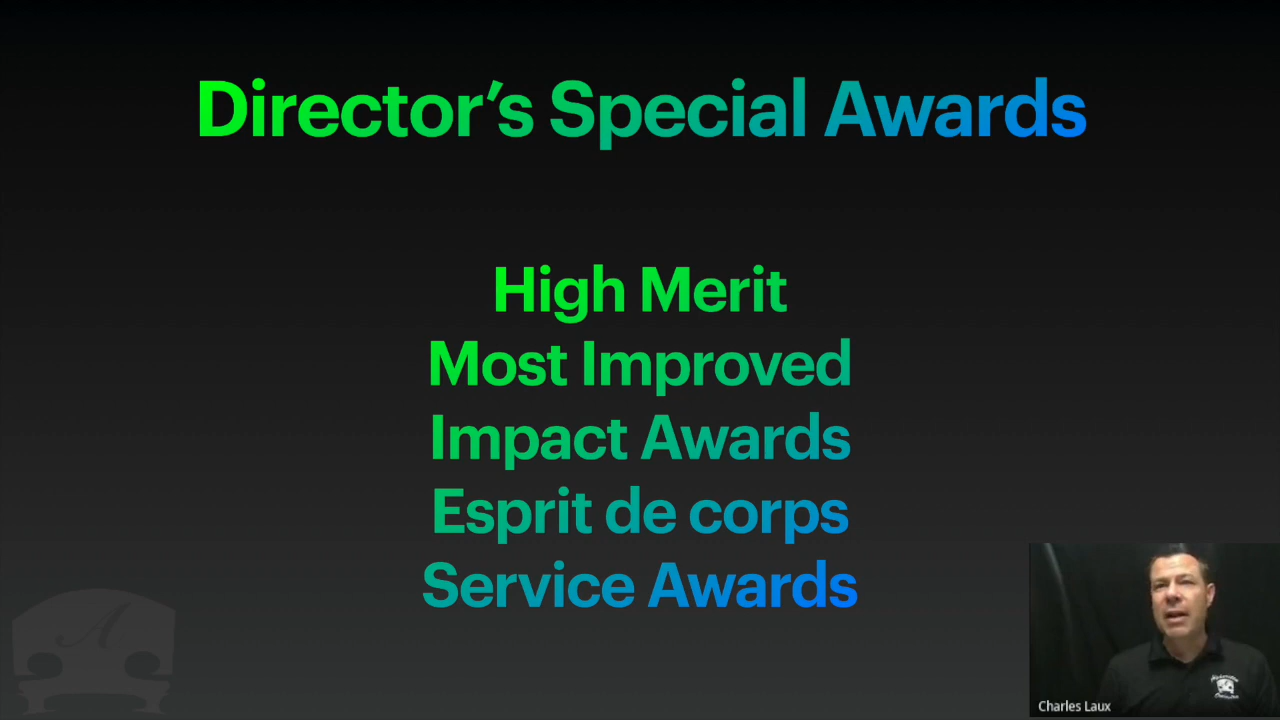 Director’s Special Awards
High Merit
Most Improved
Impact Awards
Esprit de corps
Service Awards
A
Charles Laux